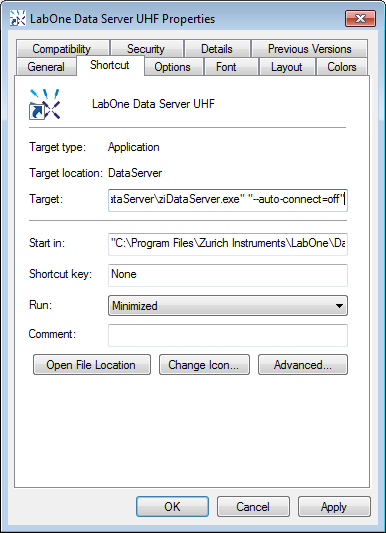 LabOne Data Server UHF Properties
Compatibility Security Details Previous Versions
General Shortcut Options Font Layout Colors
LabOne Data Server UHF
Target type: Application
Target location: DataServer
Target: ataServer\ziDataServer.exe" "--auto-connect=off"
Start in: "C:\Program Files\Zurich Instruments\LabOne\Da
Shortcut key: None
Run: Minimized
Comment:
Open File Location Change Icon... Advanced...
OK Cancel Apply